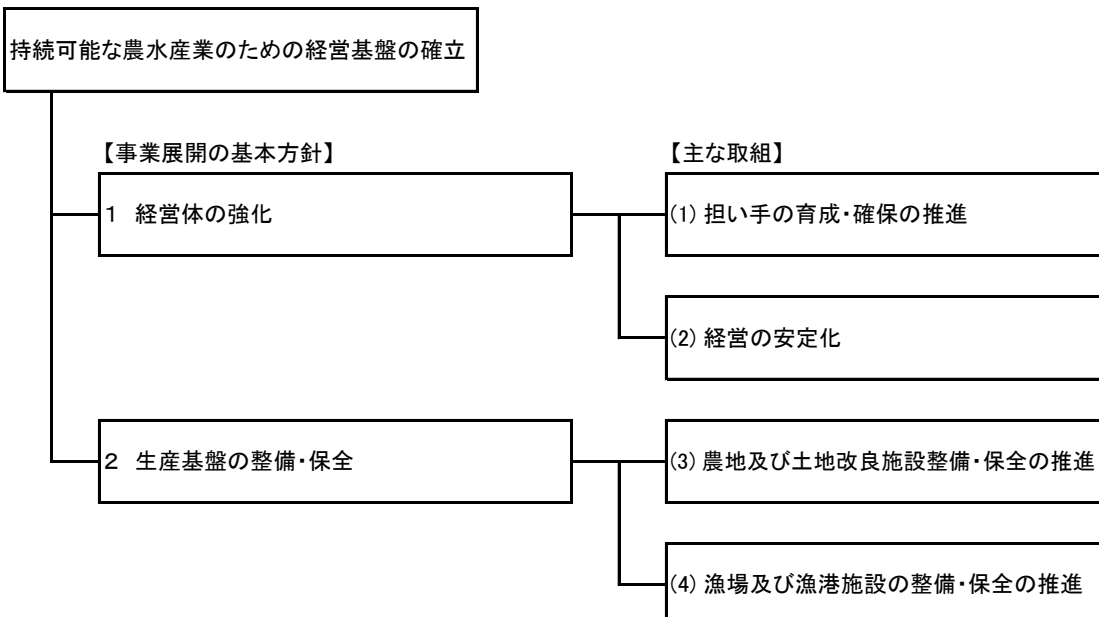 持続可能な農水産業のための経営基盤の確立
【事業展開の基本方針】
【主な取組】
1 経営体の強化
(1) 担い手の育成・確保の推進
(2) 経営の安定化
2 生産基盤の整備・保全
(3) 農地及び土地改良施設整備・保全の推進
(4) 漁場及び漁港施設の整備・保全の推進